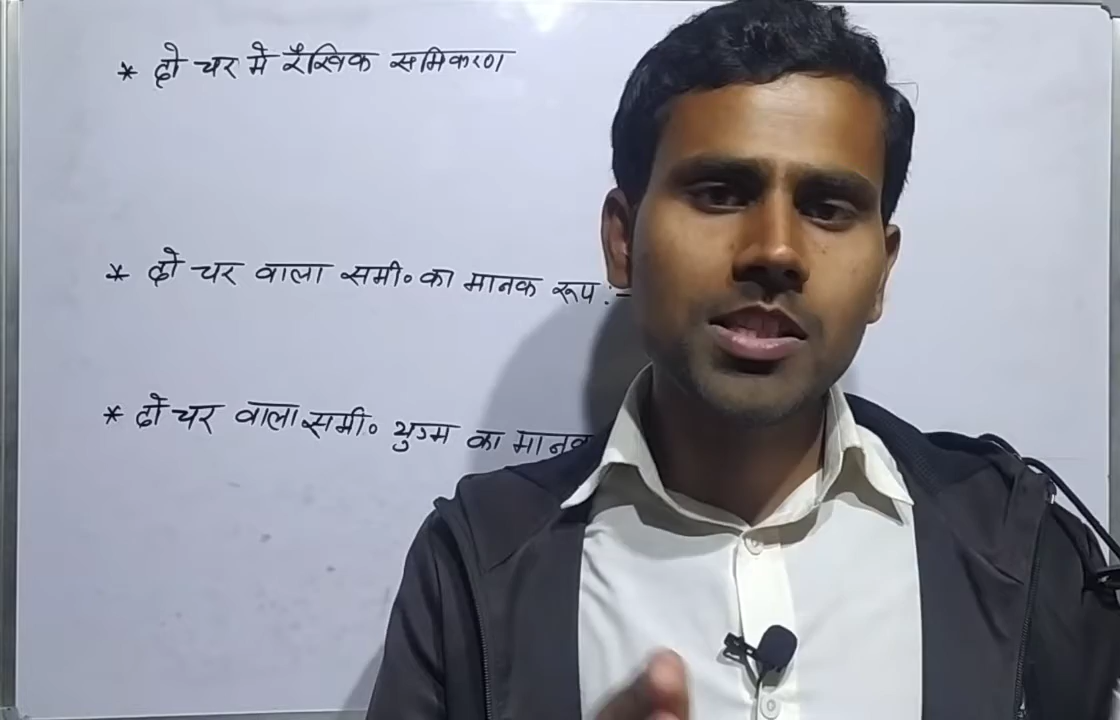 * दो चर मे रैखिक समिकरण
* दो चर वाला समी० का मानक रूप :-
* दो चर वाला समी० युग्म का मानक